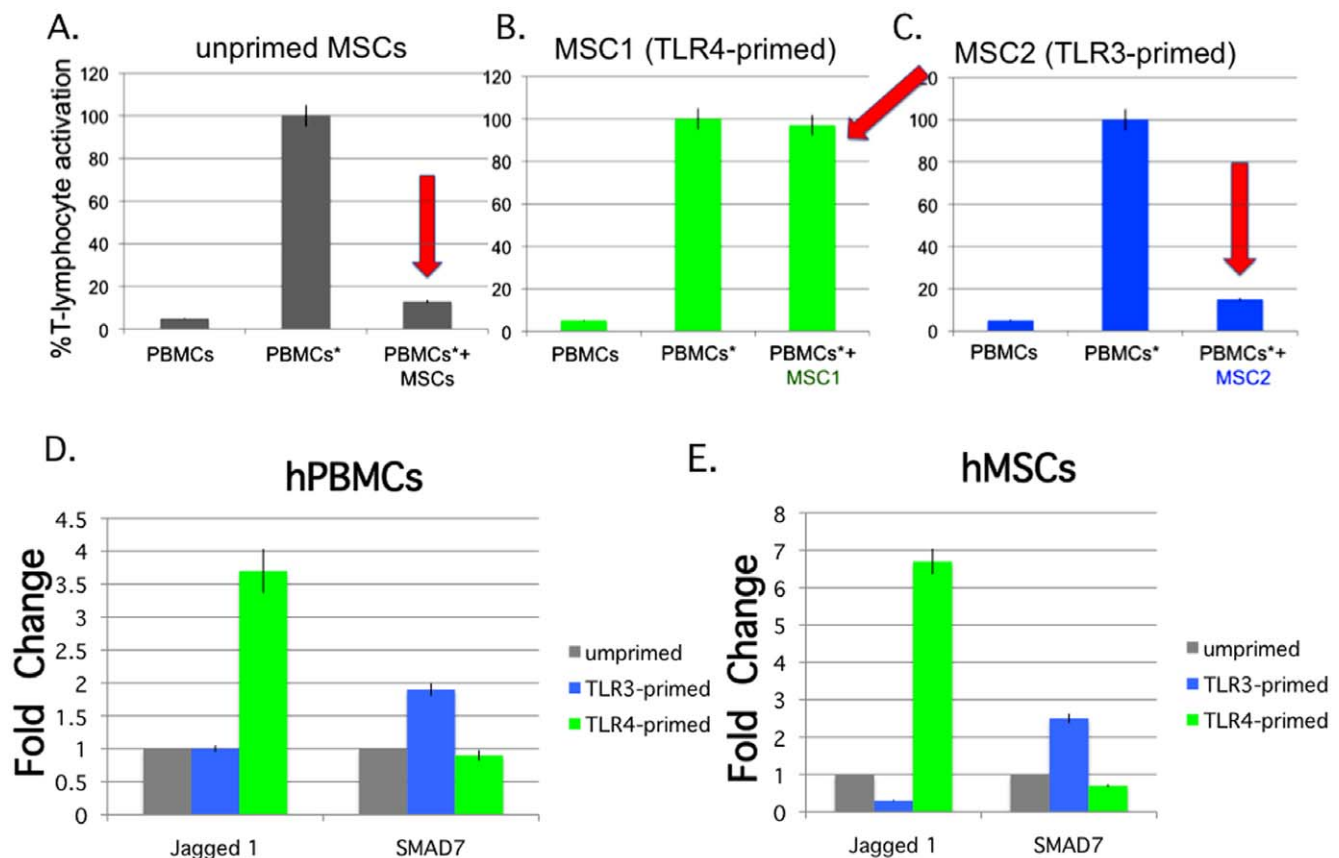 A.
unprimed MSCs
%T-lymphocyte activation
120
100
80
60
40
20
0
PBMCs
PBMCs*
PBMCs*+
MSCs
B.
MSC1 (TLR4-primed)
120
100
80
60
40
20
0
PBMCs
PBMCs*
PBMCs*+
MSC1
C.
MSC2 (TLR3-primed)
20
100
80
60
40
20
0
PBMCs
PBMCs*
PBMCs*+
MSC2
D.
hPBMCs
Fold Change
4.5
4
3.5
3
2.5
2
1.5
1
0.5
0
Jagged 1
SMAD7
umprimed
TLR3-primed
TLR4-primed
E.
hMSCs
Fold Change
8
7
6
5
4
3
2
1
0
Jagged 1
SMAD7
umprimed
TLR3-primed
TLR4-primed